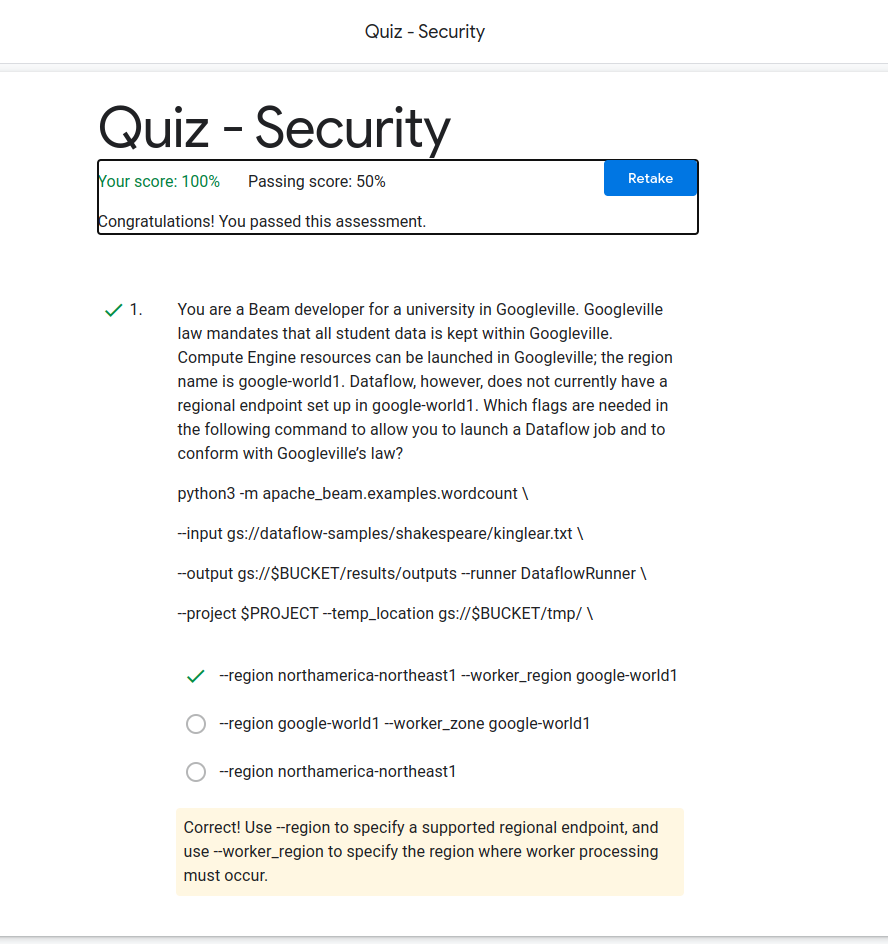 Quiz - Security
Quiz - Security
Your score: 100% Passing score: 50% Retake
Congratulations! You passed this assessment.
1. You are a Beam developer for a university in Googleville. Googleville
law mandates that all student data is kept within Googleville.
Compute Engine resources can be launched in Googleville; the region
name is google-world1. Dataflow, however, does not currently have a
regional endpoint set up in google-world1. Which flags are needed in
the following command to allow you to launch a Dataflow job and to
conform with Googleville’s law?
python3 -m apache_beam.examples.wordcount \
--input gs://dataflow-samples/shakespeare/kinglear.txt \
--output gs://$BUCKET/results/outputs --runner DataflowRunner \
--project $PROJECT --temp_location gs://$BUCKET/tmp/ \
--region northamerica-northeast1 --worker_region google-world1
--region google-world1 --worker_zone google-world1
--region northamerica-northeast1
Correct! Use --region to specify a supported regional endpoint, and
use --worker_region to specify the region where worker processing
must occur.